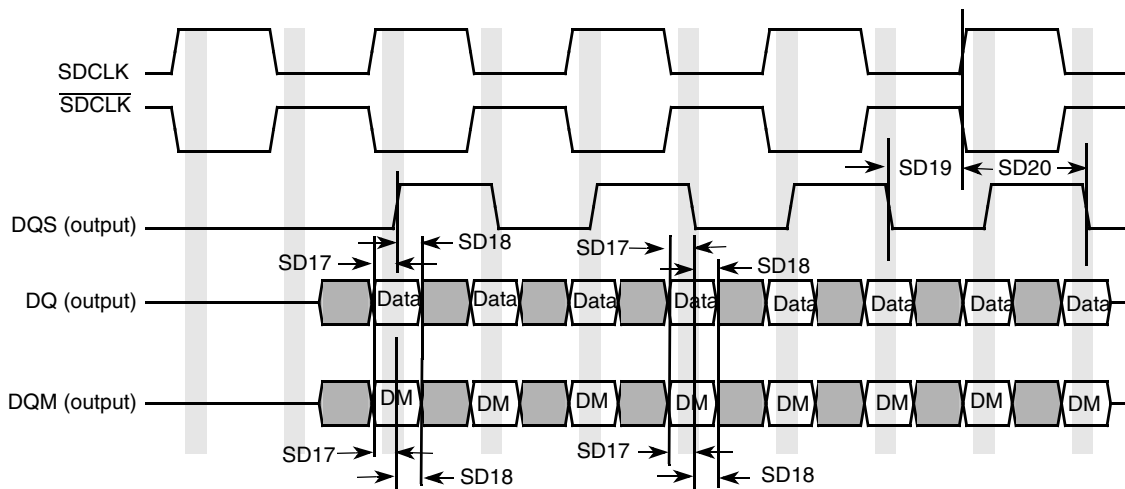 SDCLK
SDCLK
SD19 SD20
DQS (output)
SD18 SD17
SD17 SD18
DQ (output) Data Data Data Data Data Data Data Data
DQM (output) DM DM DM DM DM DM DM DM
SD17 SD17
SD18 SD18